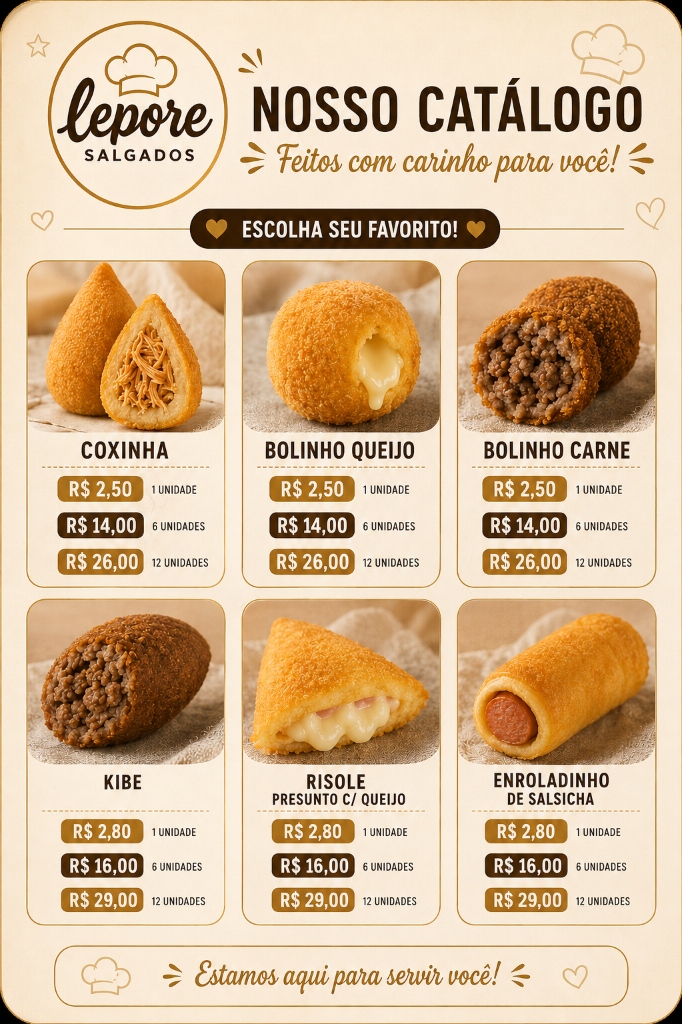 lepore
SALGADOS
NOSSO CATÁLOGO
Feitos com carinho para você!
ESCOLHA SEU FAVORITO!
COXINHA
R$ 2,50 1 UNIDADE
R$ 14,00 6 UNIDADES
R$ 26,00 12 UNIDADES
BOLINHO QUEIJO
R$ 2,50 1 UNIDADE
R$ 14,00 6 UNIDADES
R$ 26,00 12 UNIDADES
BOLINHO CARNE
R$ 2,50 1 UNIDADE
R$ 14,00 6 UNIDADES
R$ 26,00 12 UNIDADES
KIBE
R$ 2,80 1 UNIDADE
R$ 16,00 6 UNIDADES
R$ 29,00 12 UNIDADES
RISOLE
PRESUNTO C/ QUEIJO
R$ 2,80 1 UNIDADE
R$ 16,00 6 UNIDADES
R$ 29,00 12 UNIDADES
ENROLADINHO
DE SALSICHA
R$ 2,80 1 UNIDADE
R$ 16,00 6 UNIDADES
R$ 29,00 12 UNIDADES
Estamos aqui para servir você!